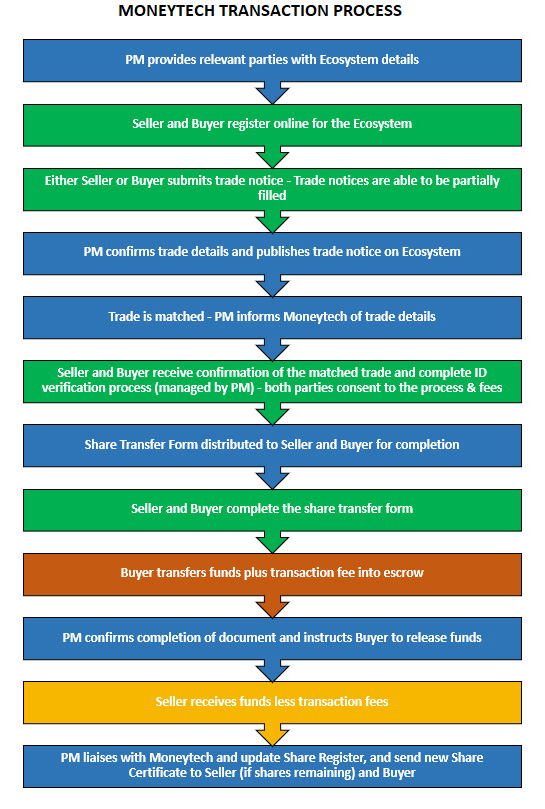 MONEYTECH TRANSACTION PROCESS
PM provides relevant parties with Ecosystem details
Seller and Buyer register online for the Ecosystem
Either Seller or Buyer submits trade notice - Trade notices are able to be partially
filled
PM confirms trade details and publishes trade notice on Ecosystem
Trade is matched - PM informs Moneytech of trade details
Seller and Buyer receive confirmation of the matched trade and complete ID
verification process (managed by PM) - both parties consent to the process & fees
Share Transfer Form distributed to Seller and Buyer for completion
Seller and Buyer complete the share transfer form
Buyer transfers funds plus transaction fee into escrow
PM confirms completion of document and instructs Buyer to release funds
Seller receives funds less transaction fees
PM liaises with Moneytech and update Share Register, and send new Share
Certificate to Seller (if shares remaining) and Buyer